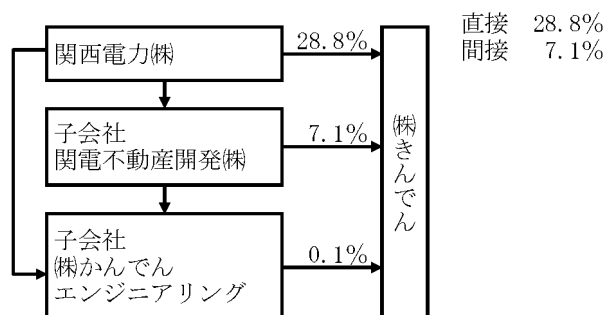 関西電力㈱
28.8%
直接 28.8%
間接 7.1%
子会社
関電不動産開発㈱
7.1%
㈱きんでん
子会社
㈱かんでん
エンジニアリング
0.1%